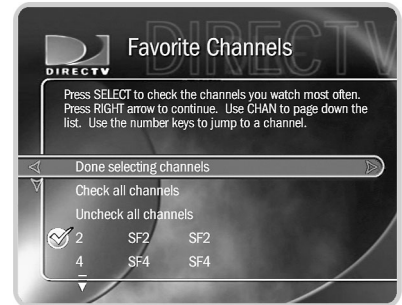 DIRECTV
Favorite Channels
DIRECTV
Press SELECT to check the channels you watch most often.
Press RIGHT arrow to continue. Use CHAN to page down the
list. Use the number keys to jump to a channel.
Done selecting channels
Check all channels
Uncheck all channels
2 SF2 SF2
4 SF4 SF4